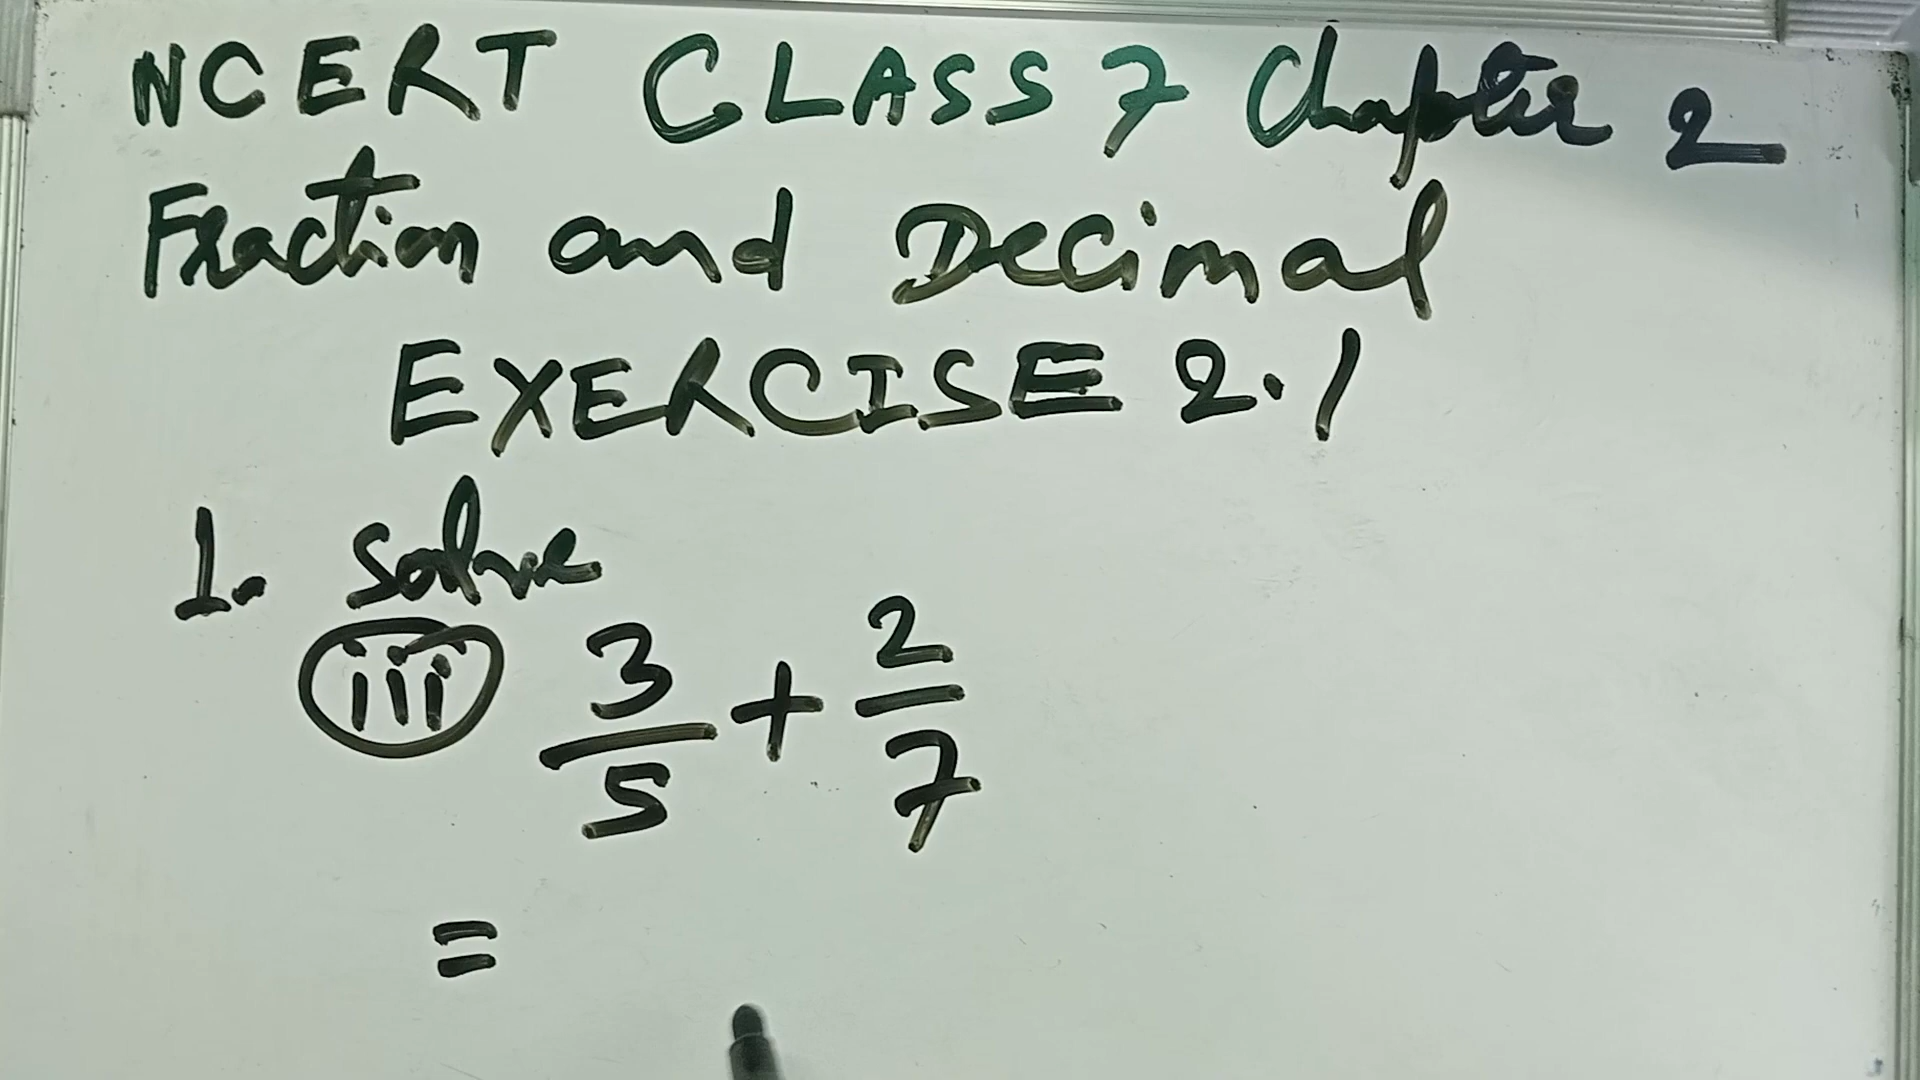 NCERT CLASS 7 Chapter 2
Fraction and Decimal
EXERCISE 2.1
1. Solve
(iii) 3/5 + 2/7
=